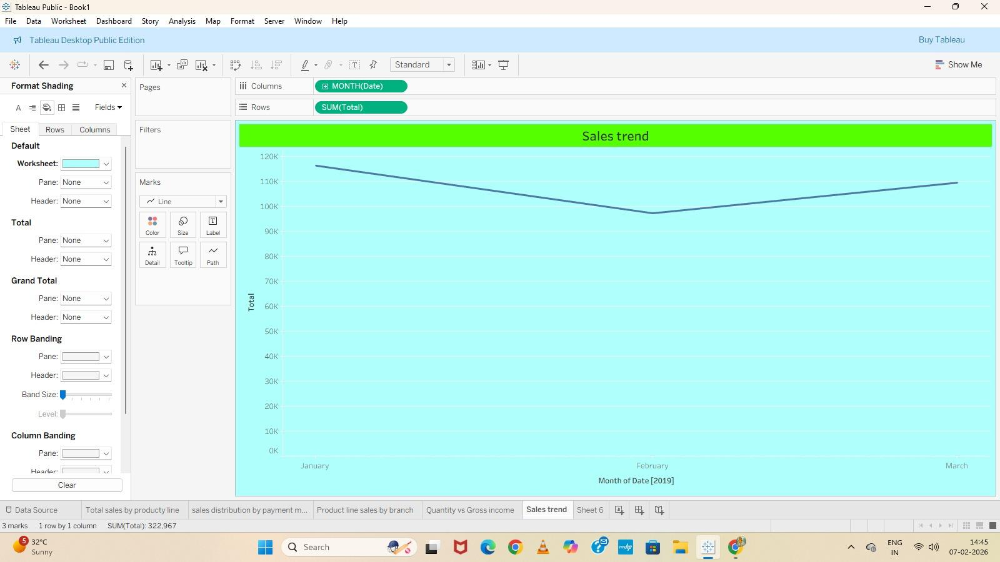 Tableau Public - Book1
File Data Worksheet Dashboard Story Analysis Map Format Server Window Help
Tableau Desktop Public Edition Buy Tableau
Standard Show Me
Format Shading
A Fields
Sheet Rows Columns
Default
Worksheet:
Pane: None
Header: None
Total
Pane: None
Header: None
Grand Total
Pane: None
Header: None
Row Banding
Pane:
Header:
Band Size:
Level:
Column Banding
Pane:
Header:
Clear
Pages
Filters
Marks
Line
Color Size Label
Detail Tooltip Path
Columns MONTH(Date)
Rows SUM(Total)
Sales trend
120K
110K
100K
90K
80K
70K
60K
50K
40K
30K
20K
10K
0K
Total
January February March
Month of Date [2019]
Data Source Total sales by producty line sales distribution by payment m... Product line sales by branch Quantity vs Gross income Sales trend Sheet 6
3 marks 1 row by 1 column SUM(Total): 322,967
5 32°C
Sunny
Search
myhp
ENG
IN
14:45
07-02-2026